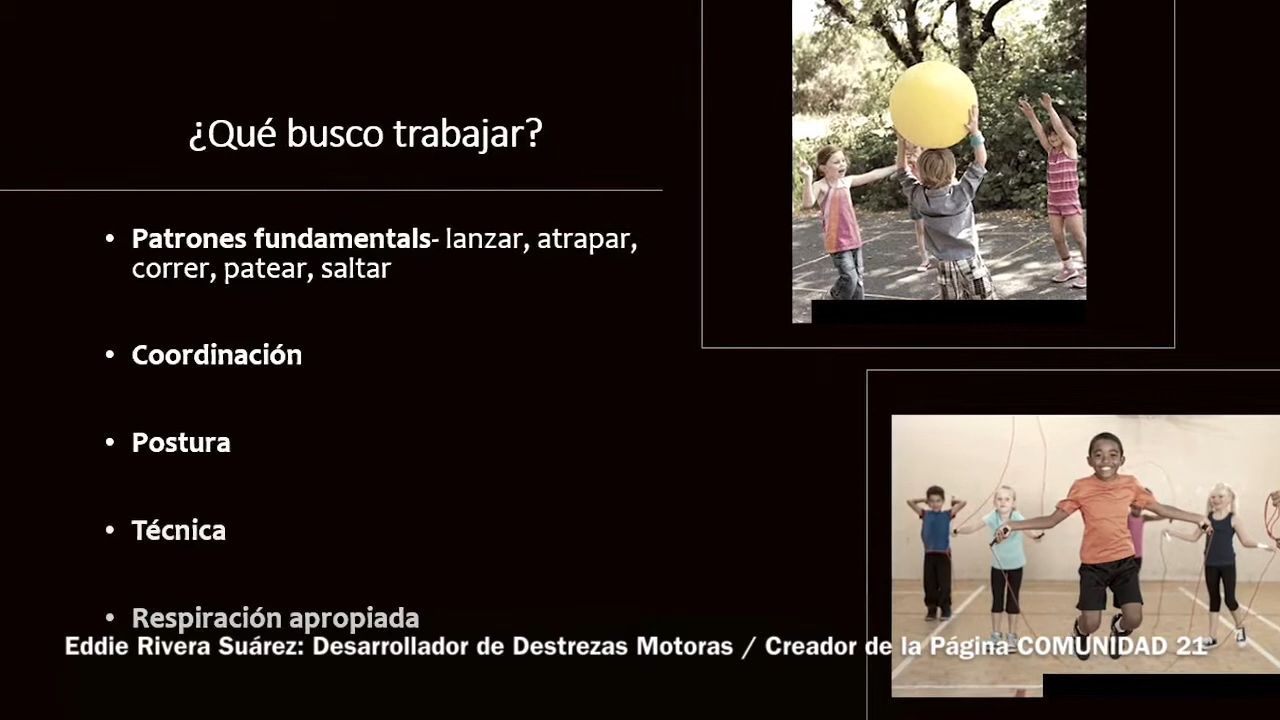 ¿Qué busco trabajar?
• Patrones fundamentals- lanzar, atrapar,
correr, patear, saltar
• Coordinación
• Postura
• Técnica
• Respiración apropiada
Eddie Rivera Suárez: Desarrollador de Destrezas Motoras / Creador de la Página COMUNIDAD 21